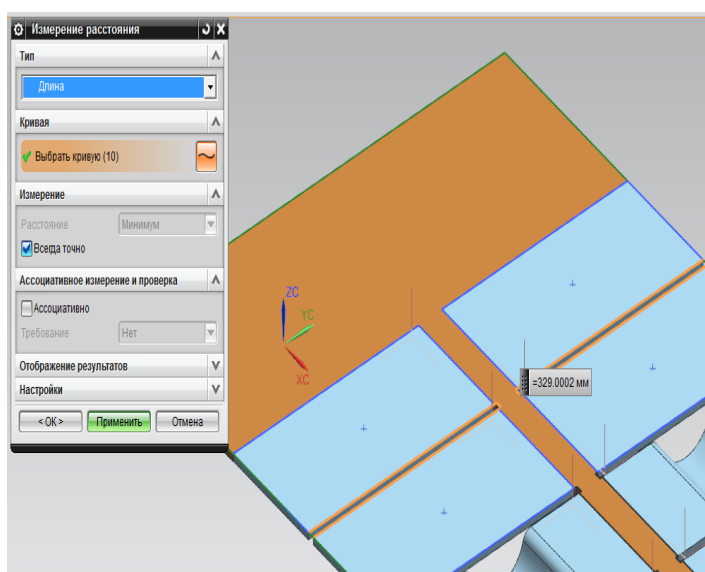 Измерение расстояния
Тип
Длина
Кривая
Выбрать кривую (10)
Измерение
Расстояние Минимум
Всегда точно
Ассоциативное измерение и проверка
Ассоциативно
Требование Нет
Отображение результатов
Настройки
< OK > Применить Отмена
ZC
YC
XC
=329.0002 мм